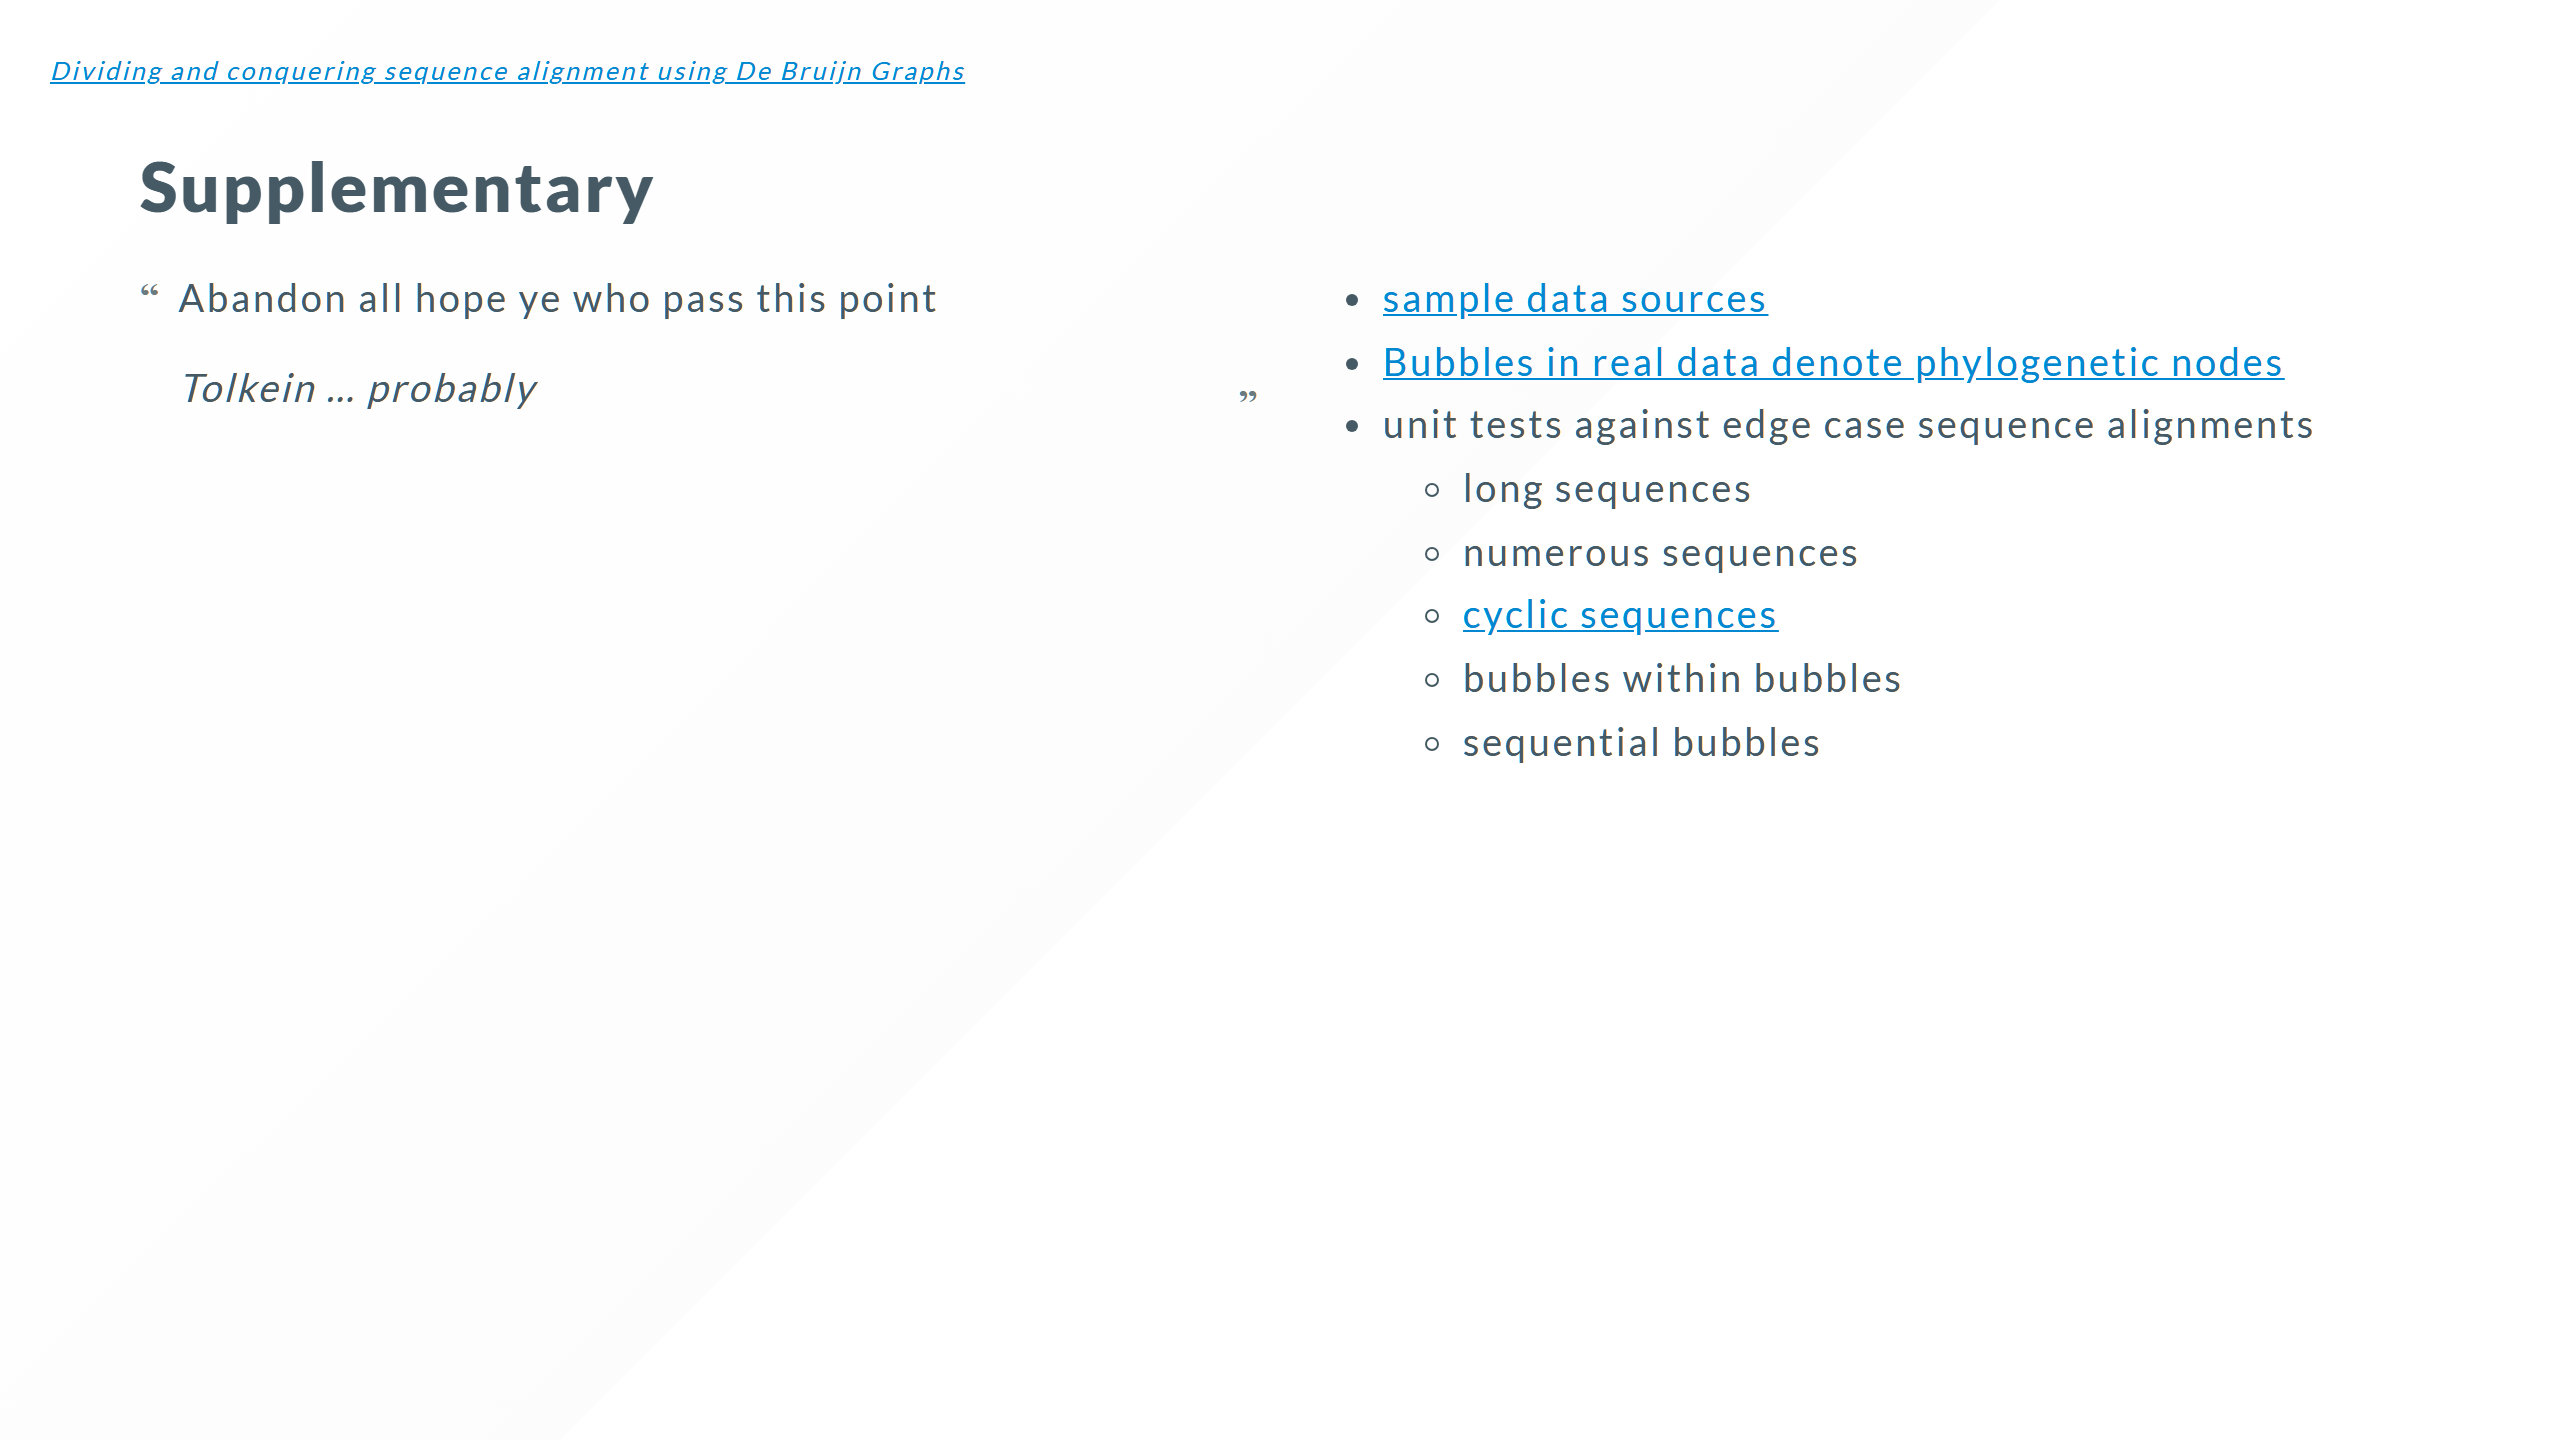 Dividing and conquering sequence alignment using De Bruijn Graphs
Supplementary
“ Abandon all hope ye who pass this point
Tolkein ... probably ”
• sample data sources
• Bubbles in real data denote phylogenetic nodes
• unit tests against edge case sequence alignments
◦ long sequences
◦ numerous sequences
◦ cyclic sequences
◦ bubbles within bubbles
◦ sequential bubbles